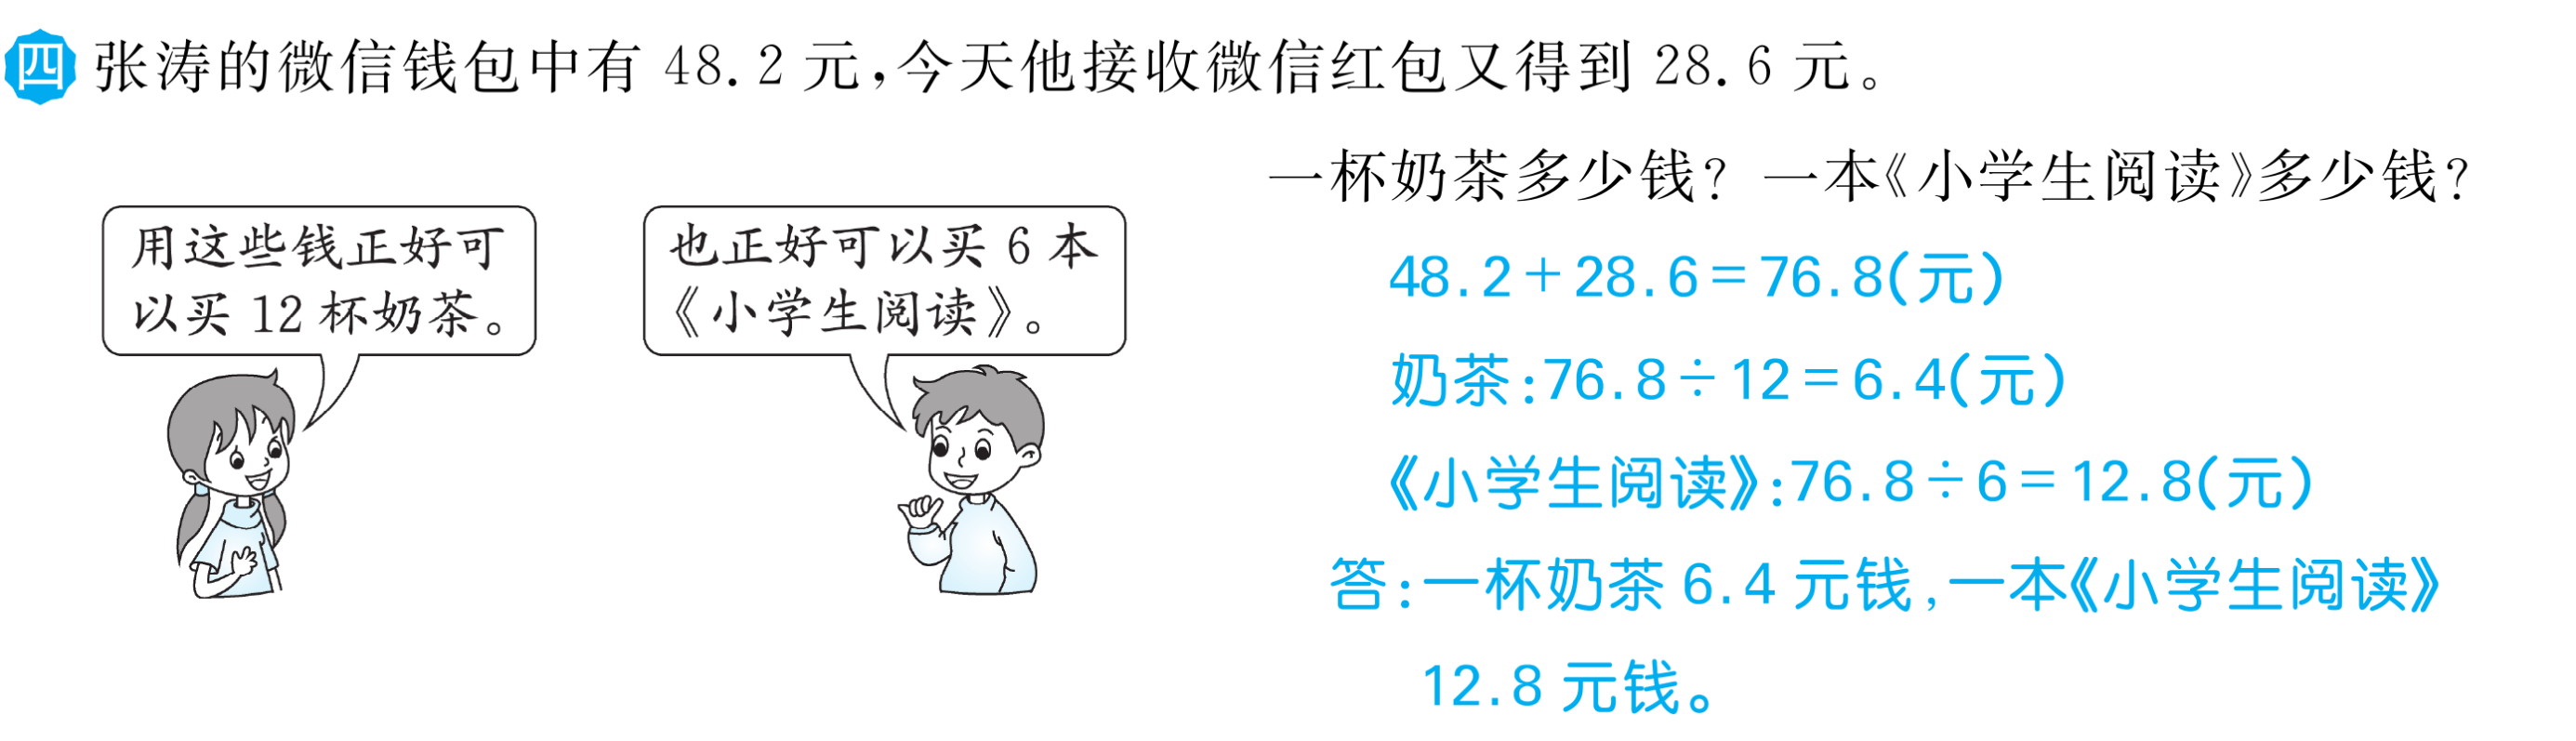 四 张涛的微信钱包中有 48.2 元,今天他接收微信红包又得到 28.6 元。
用这些钱正好可
以买 12 杯奶茶。
也正好可以买 6 本
《小学生阅读》。
一杯奶茶多少钱? 一本《小学生阅读》多少钱?
48.2+28.6=76.8(元)
奶茶:76.8÷12=6.4(元)
《小学生阅读》:76.8÷6=12.8(元)
答:一杯奶茶 6.4 元钱,一本《小学生阅读》
12.8 元钱。